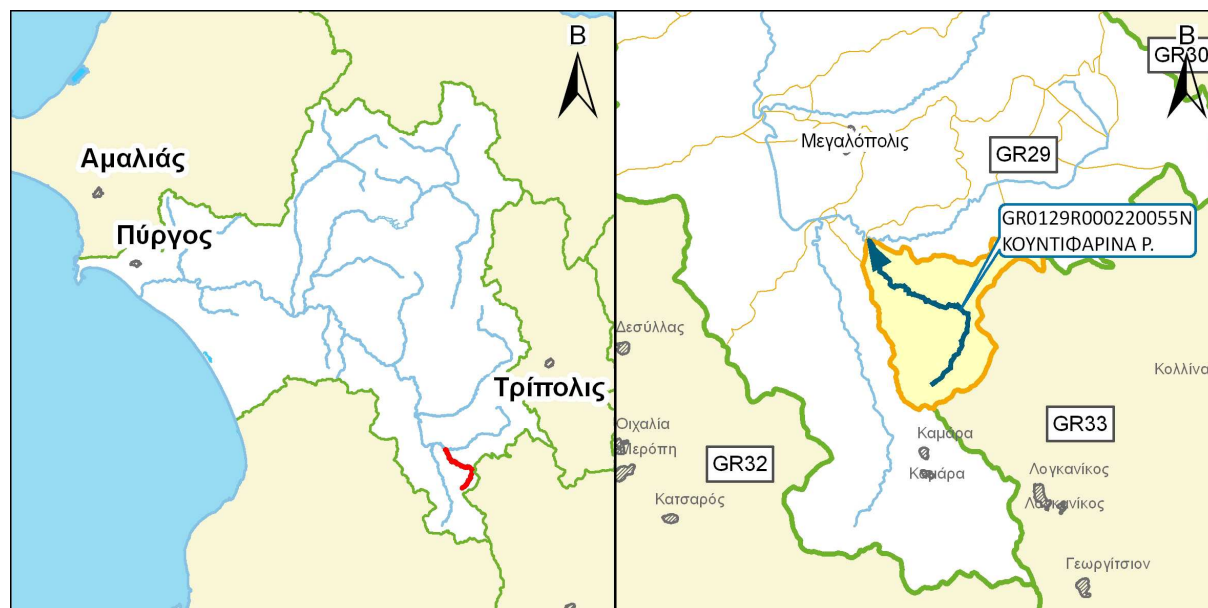 Β
Αμαλιάς
Πύργος
Τρίπολις
Β
GR30
Μεγαλόπολις
GR29
GR0129R000220055N
ΚΟΥΝΤΙΦΑΡΙΝΑ Ρ.
Δεσύλλας
Κολλίνα
Οιχαλία
Μερόπη
GR32
Καμάρα
Καμάρα
GR33
Λογκανίκος
Λογκανίκος
Κατσαρός
Γεωργίτσιον